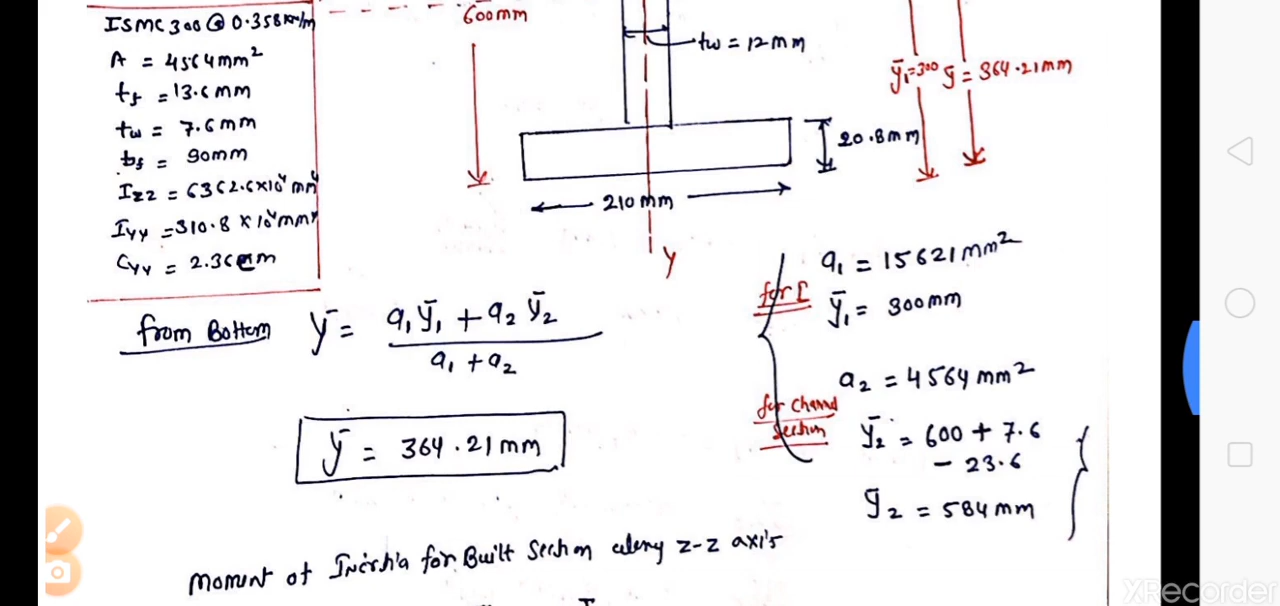 ISMC 300 @ 0.358 kN/m
A = 4564 mm²
tf = 13.6 mm
tw = 7.6 mm
bf = 90mm
Izz = 6362.6 × 10⁴ mm⁴
Iyy = 310.8 × 10⁴ mm⁴
Cyy = 2.36 cm
600mm
tw = 12 mm
ȳ₁=300 ȳ = 364.21mm
20.8mm
210 mm
Y
from Bottom ȳ = a₁ȳ₁ + a₂ȳ₂
a₁ + a₂
ȳ = 364.21 mm
for I
a₁ = 15621 mm²
ȳ₁ = 300mm
for channel section
a₂ = 4564 mm²
ȳ₂ = 600 + 7.6
- 23.6
ȳ₂ = 584 mm
Moment of Inertia for Built Section along z-z axis
XRecorder